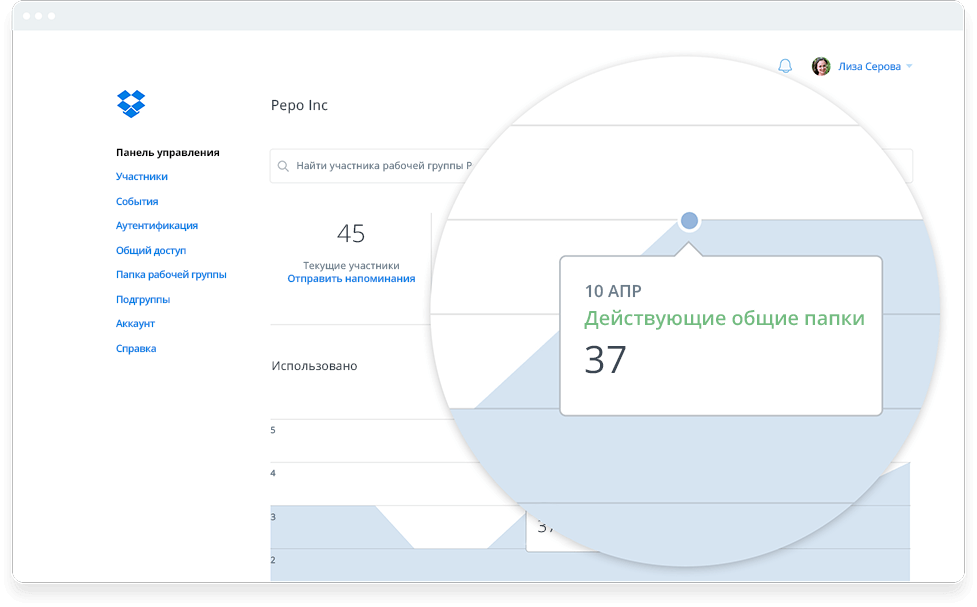 Лиза Серова
Pepo Inc
Панель управления
Участники
События
Аутентификация
Общий доступ
Папка рабочей группы
Подгруппы
Аккаунт
Справка
Найти участника рабочей группы
45
Текущие участники
Отправить напоминания
Использовано
10 АПР
Действующие общие папки
37
5
4
3
2